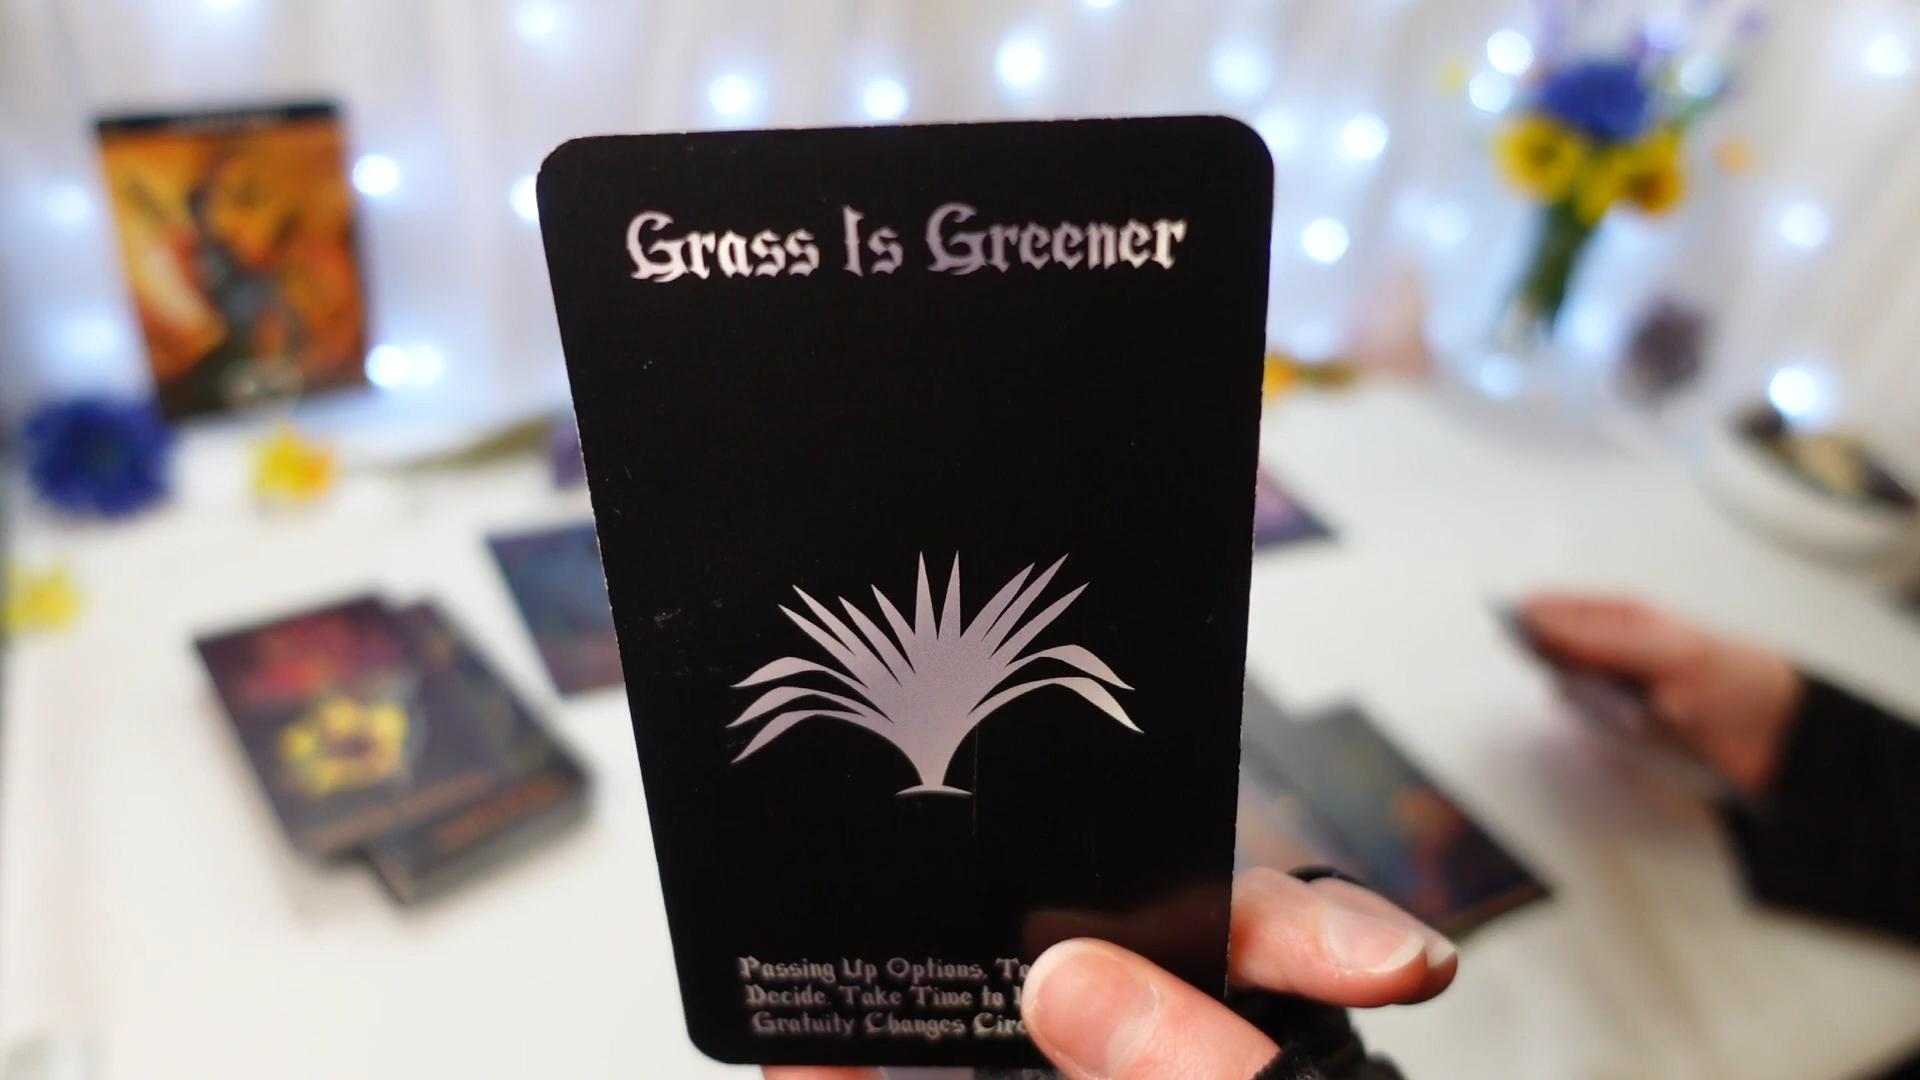 Grass Is Greener
Passing Up Options. To
Decide. Take Time to
Gratuity Changes Circ